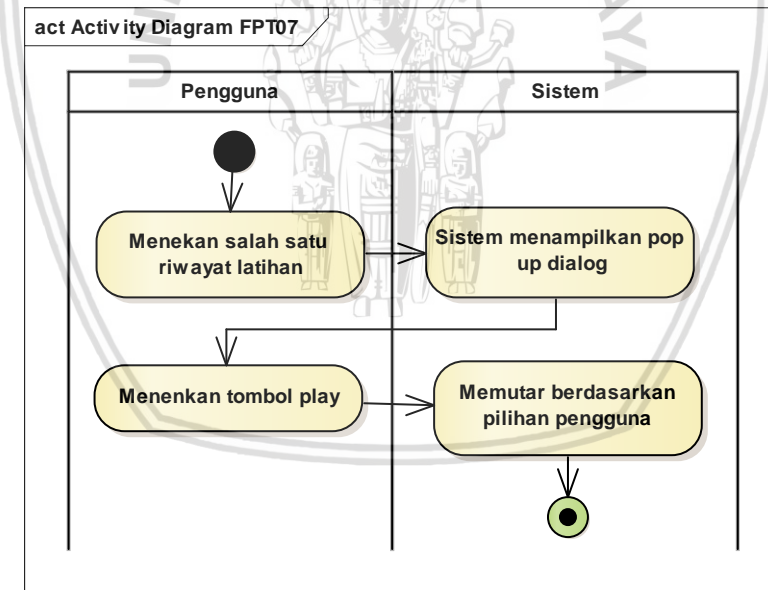 act Activity Diagram FPT07
Pengguna
Sistem
Menekan salah satu
riwayat latihan
Sistem menampilkan pop
up dialog
Menenkan tombol play
Memutar berdasarkan
pilihan pengguna
AYA